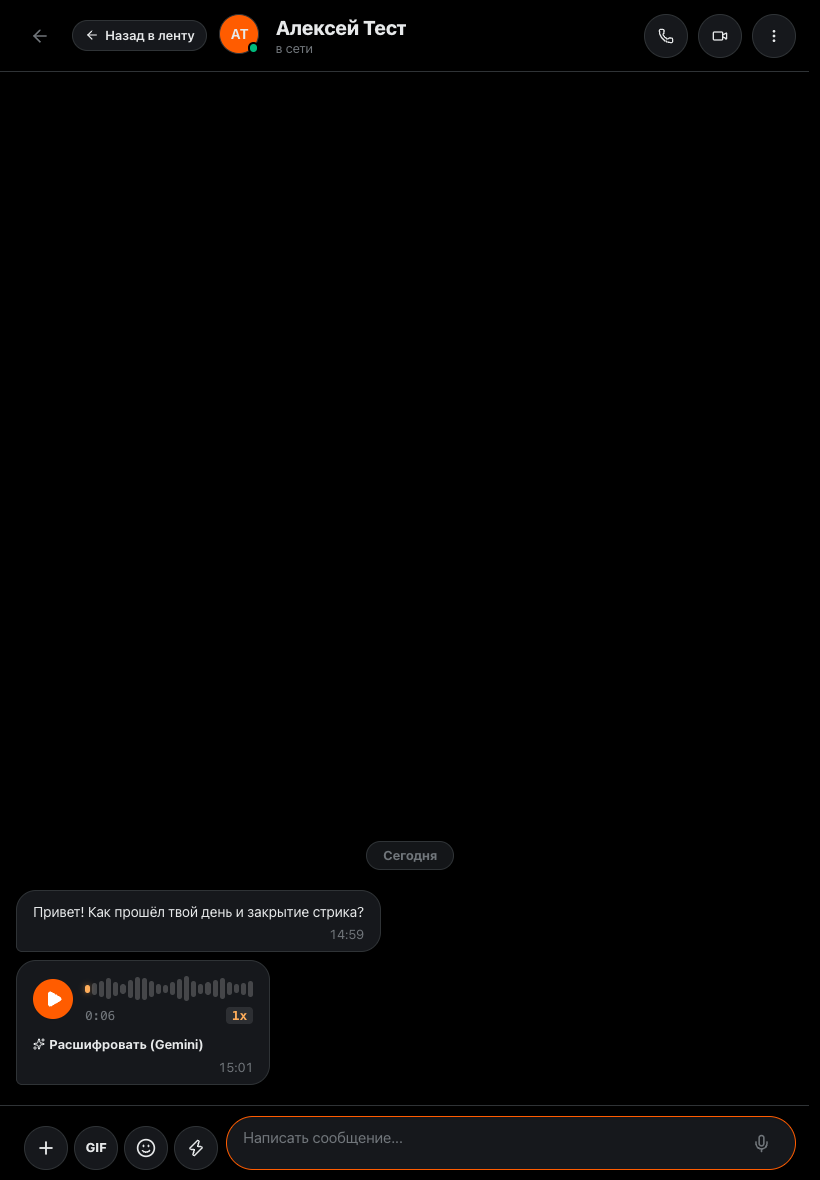 Назад в ленту
АТ
Алексей Тест
в сети
Сегодня
Привет! Как прошёл твой день и закрытие стрика?
14:59
0:06
1x
Расшифровать (Gemini)
15:01
GIF
Написать сообщение...